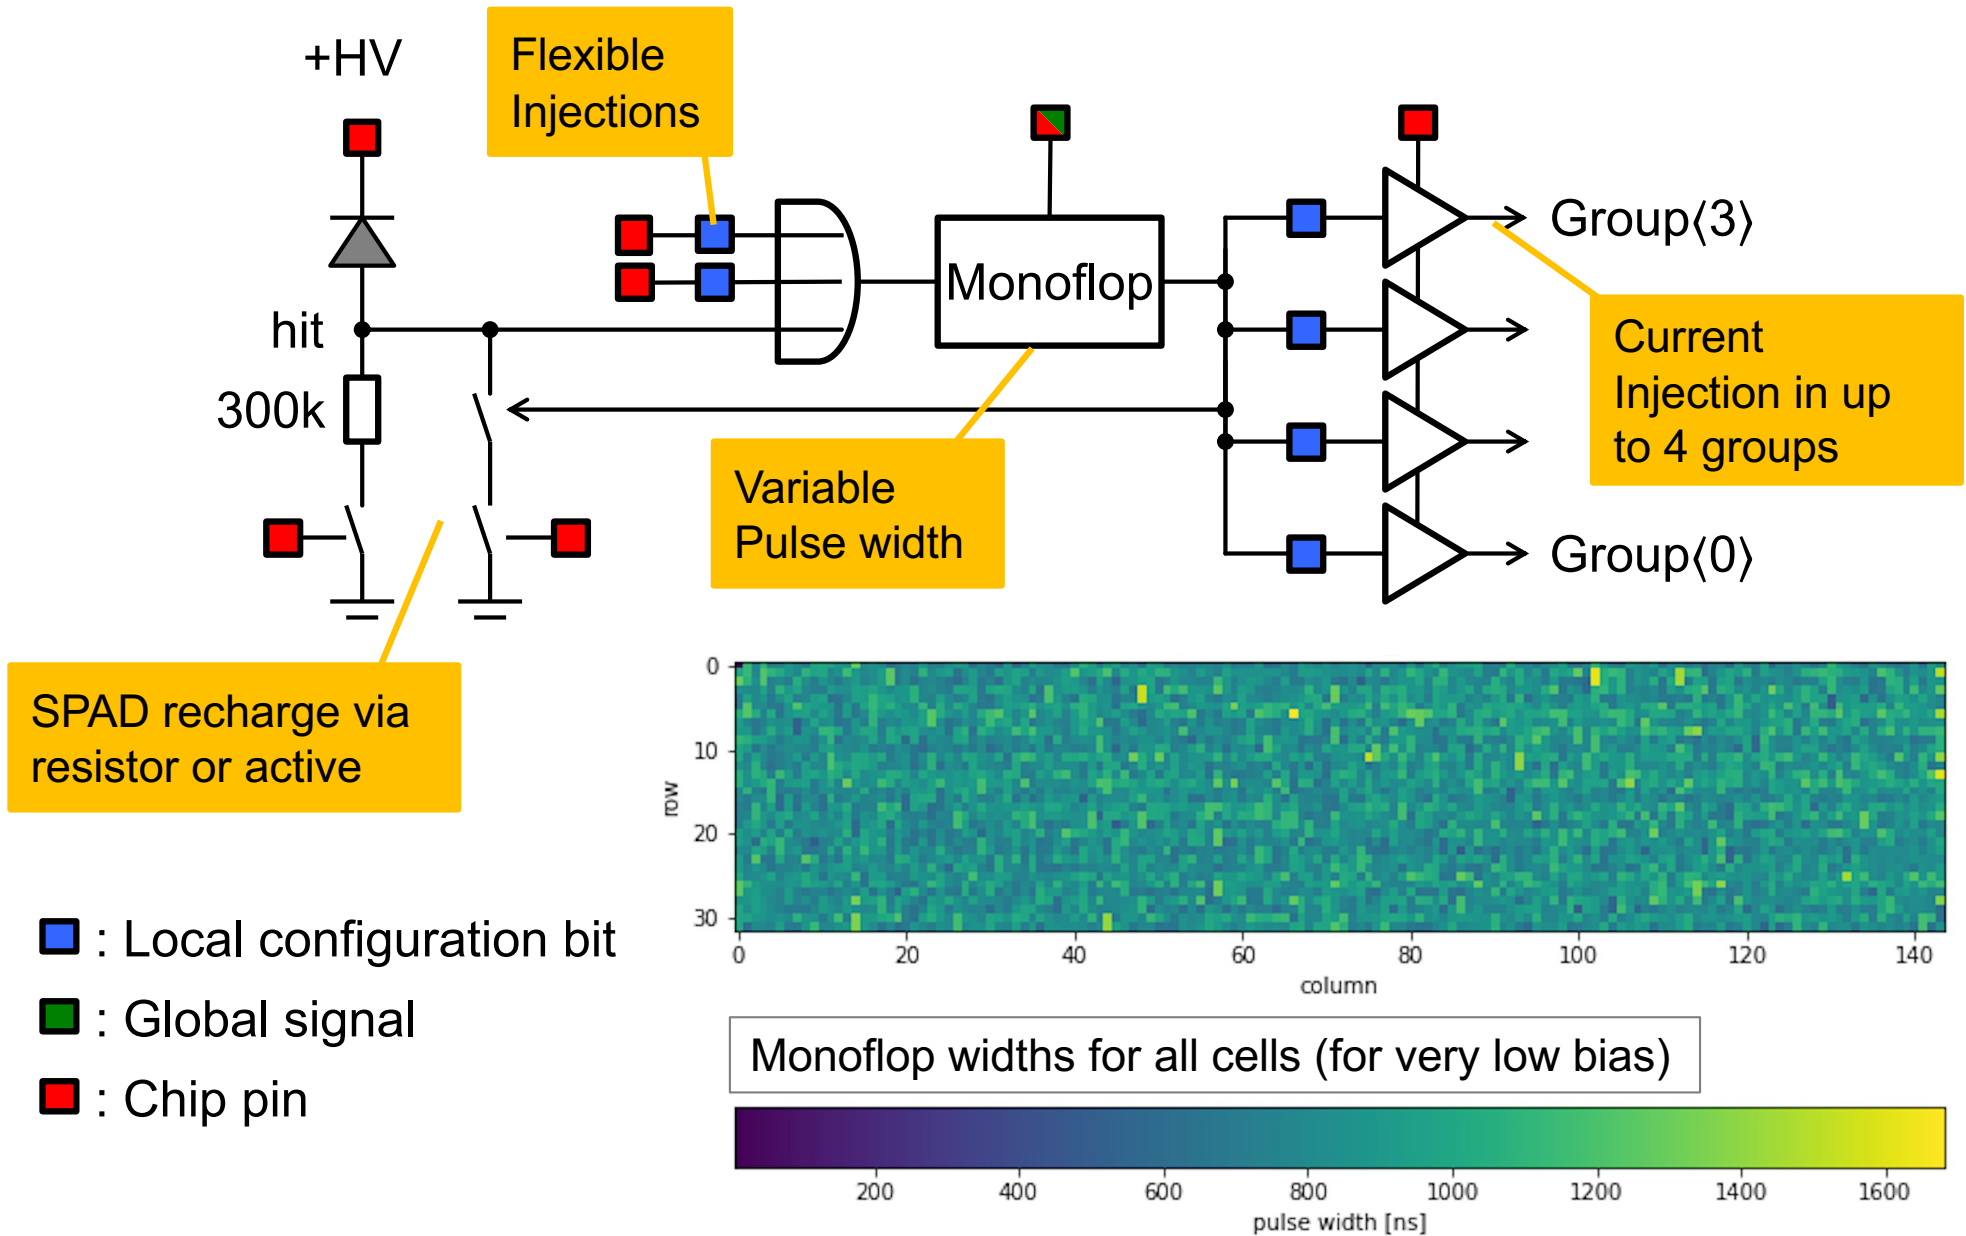 +HV
Flexible
Injections
Group⟨3⟩
Monoflop
hit
300k
Current
Injection in up
to 4 groups
Variable
Pulse width
Group⟨0⟩
SPAD recharge via
resistor or active
0
10
20
30
row
0
20
40
60
80
100
120
140
column
: Local configuration bit
: Global signal
: Chip pin
Monoflop widths for all cells (for very low bias)
200
400
600
800
1000
1200
1400
1600
pulse width [ns]